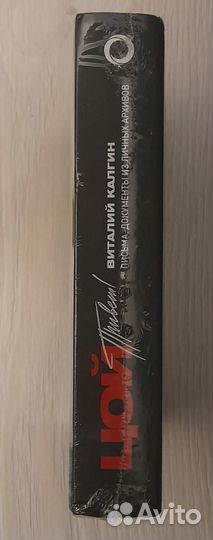 ЦОЙ
Привет!
ВИТАЛИЙ КАЛГИН
ПИСЬМА, ДОКУМЕНТЫ ИЗ ЛИЧНЫХ АРХИВОВ
Avito